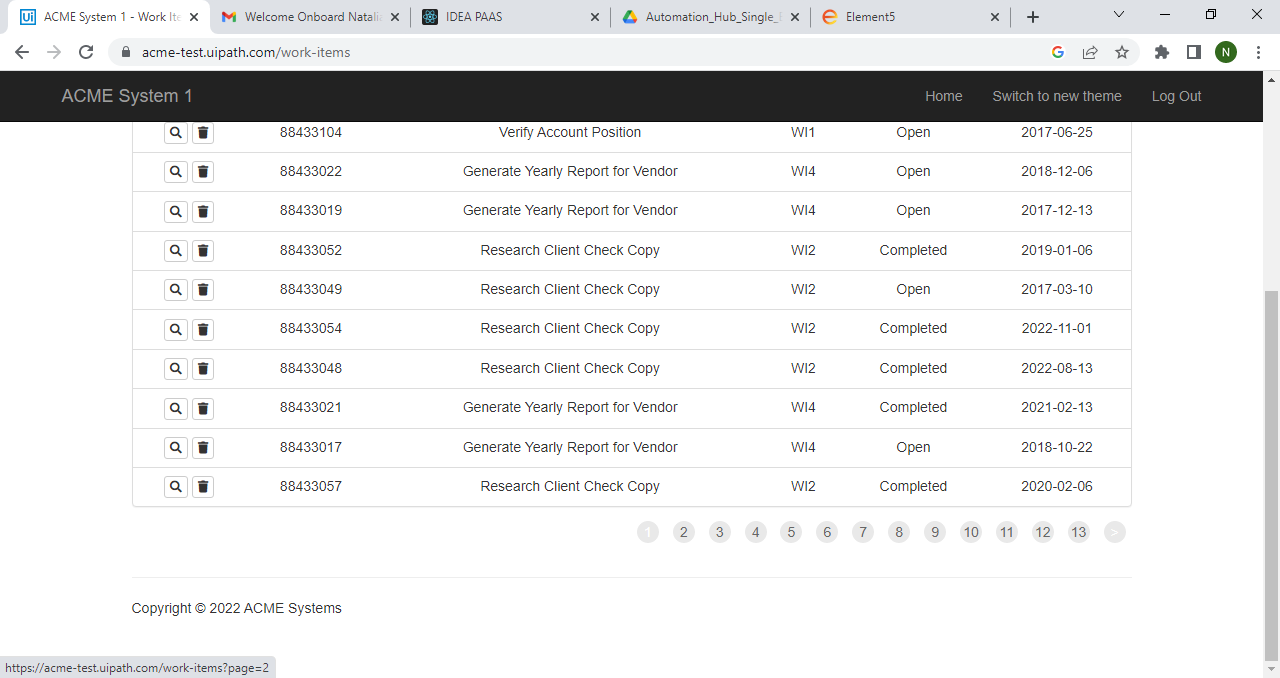 ACME System 1 - Work Ite
Welcome Onboard Natali
IDEA PAAS
Automation_Hub_Single_
Element5
acme-test.uipath.com/work-items
N
ACME System 1
Home Switch to new theme Log Out
88433104 Verify Account Position WI1 Open 2017-06-25
88433022 Generate Yearly Report for Vendor WI4 Open 2018-12-06
88433019 Generate Yearly Report for Vendor WI4 Open 2017-12-13
88433052 Research Client Check Copy WI2 Completed 2019-01-06
88433049 Research Client Check Copy WI2 Open 2017-03-10
88433054 Research Client Check Copy WI2 Completed 2022-11-01
88433048 Research Client Check Copy WI2 Completed 2022-08-13
88433021 Generate Yearly Report for Vendor WI4 Completed 2021-02-13
88433017 Generate Yearly Report for Vendor WI4 Open 2018-10-22
88433057 Research Client Check Copy WI2 Completed 2020-02-06
1 2 3 4 5 6 7 8 9 10 11 12 13 >
Copyright © 2022 ACME Systems
https://acme-test.uipath.com/work-items?page=2